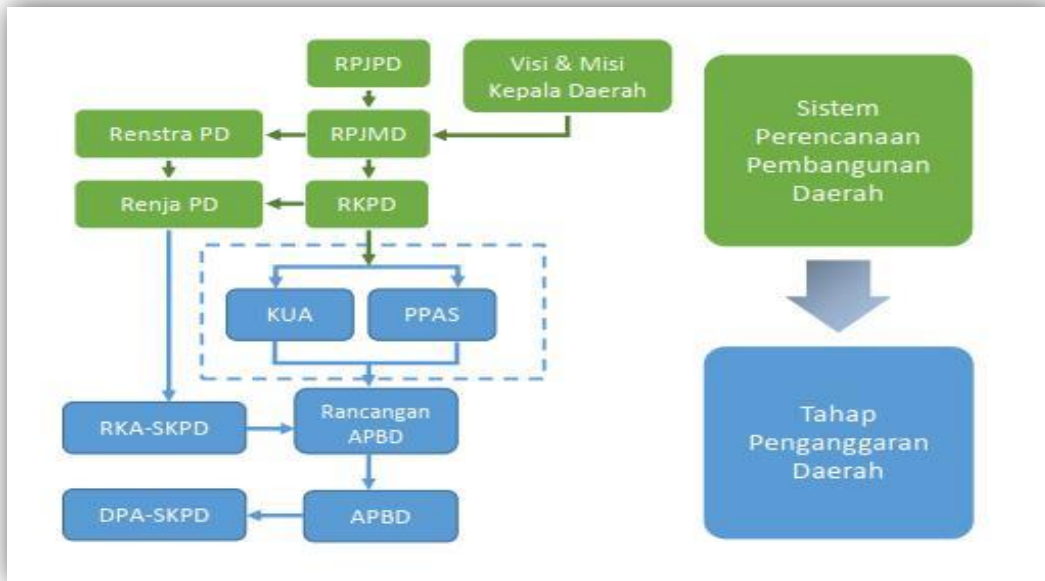 RPJPD
Visi & Misi
Kepala Daerah
Renstra PD
RPJMD
Renja PD
RKPD
KUA
PPAS
RKA-SKPD
Rancangan
APBD
DPA-SKPD
APBD
Sistem
Perencanaan
Pembangunan
Daerah
Tahap
Penganggaran
Daerah